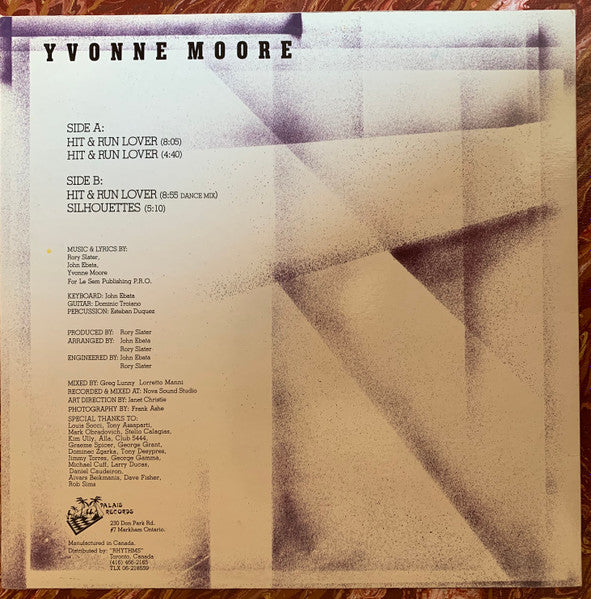 YVONNE MOORE
SIDE A:
HIT & RUN LOVER (8:05)
HIT & RUN LOVER (4:40)
SIDE B:
HIT & RUN LOVER (8:55 DANCE MIX)
SILHOUETTES (5:10)
MUSIC & LYRICS BY:
Rory Slater,
John Ebata,
Yvonne Moore
For Le Sem Publishing P.R.O.
KEYBOARD: John Ebata
GUITAR: Dominic Troiano
PERCUSSION: Esteban Duquez
PRODUCED BY: Rory Slater
ARRANGED BY: John Ebata
Rory Slater
ENGINEERED BY: John Ebata
Rory Slater
MIXED BY: Greg Lunny Lorretto Manni
RECORDED & MIXED AT: Nova Sound Studio
ART DIRECTION BY: Janet Christie
PHOTOGRAPHY BY: Frank Ashe
SPECIAL THANKS TO:
Louis Socci, Tony Assaparti,
Mark Obradovich, Stelio Calagias,
Kim Ully, Alla, Club 5444,
Graeme Spicer, George Grant,
Domineo Zgarka, Tony Desypres,
Jimmy Torres, George Gamma,
Michael Cuff, Larry Ducas,
Daniel Caudeiron,
Aivars Beikmanis, Dave Fisher,
Rob Sims
PALAIS
RECORDS
230 Don Park Rd.
#7 Markham Ontario.
Manufactured in Canada.
Distributed by: "RHYTHMS"
Toronto, Canada
(416) 466-2165
TLX 06-218659